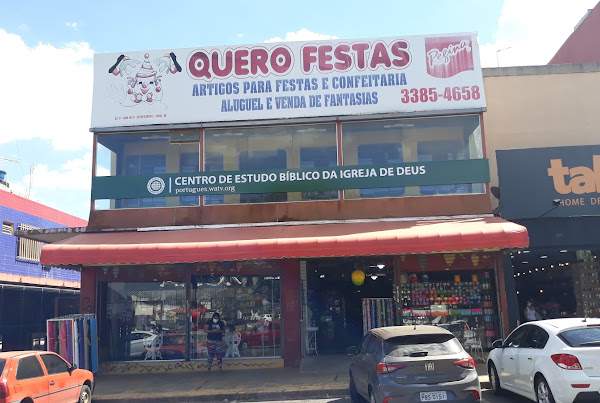 QUERO FESTAS
Regina
ARTIGOS PARA FESTAS E CONFEITARIA
ALUGUEL E VENDA DE FANTASIAS
3385-4658
CENTRO DE ESTUDO BÍBLICO DA IGREJA DE DEUS
portugues.watv.org
HOME DE